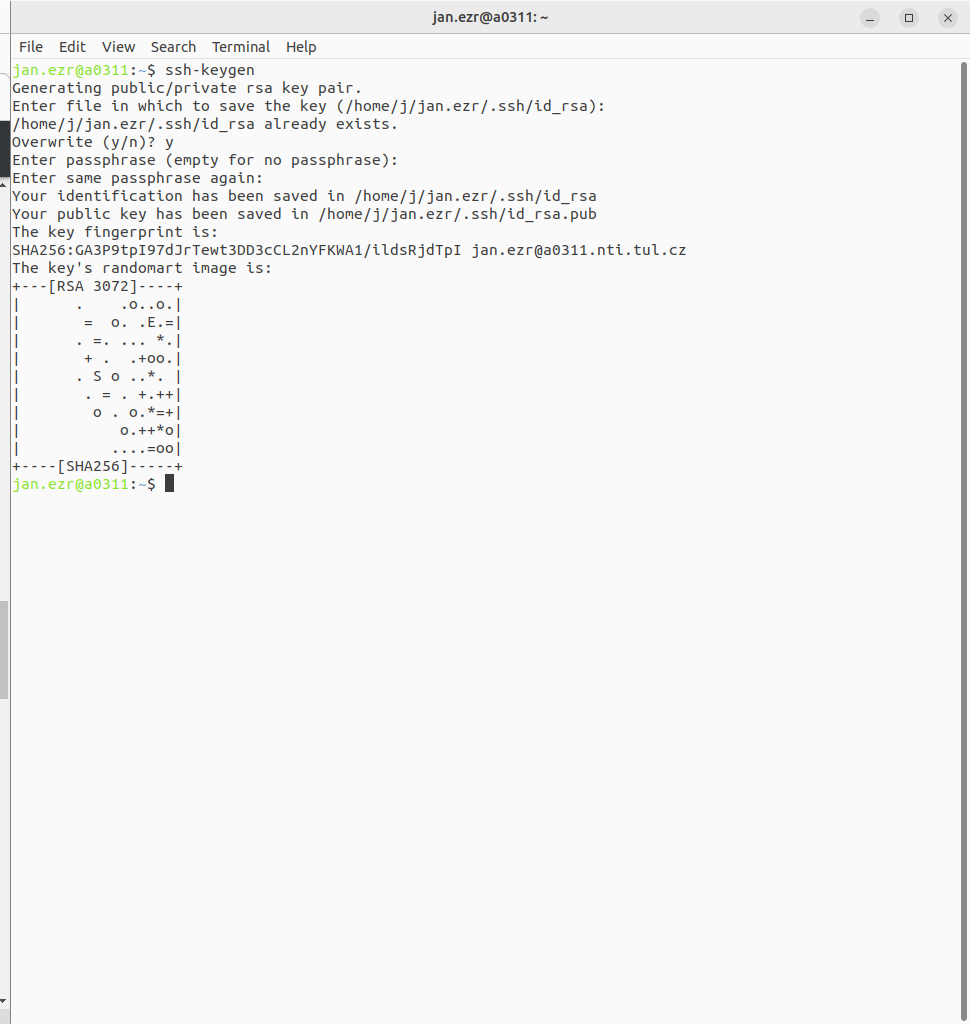 jan.ezr@a0311: ~
File Edit View Search Terminal Help
jan.ezr@a0311:~$ ssh-keygen
Generating public/private rsa key pair.
Enter file in which to save the key (/home/j/jan.ezr/.ssh/id_rsa):
/home/j/jan.ezr/.ssh/id_rsa already exists.
Overwrite (y/n)? y
Enter passphrase (empty for no passphrase):
Enter same passphrase again:
Your identification has been saved in /home/j/jan.ezr/.ssh/id_rsa
Your public key has been saved in /home/j/jan.ezr/.ssh/id_rsa.pub
The key fingerprint is:
SHA256:GA3P9tpI97dJrTewt3DD3cCL2nYFKWA1/ildsRjdTpI jan.ezr@a0311.nti.tul.cz
The key's randomart image is:
+---[RSA 3072]----+
|      .    .o..o.|
|       =  o. .E.=|
|      . =. ... *.|
|       + .  .+oo.|
|      . S o ..*. |
|       . = . +.++|
|        o . o.*=+|
|           o.++*o|
|          ....=oo|
+----[SHA256]-----+
jan.ezr@a0311:~$